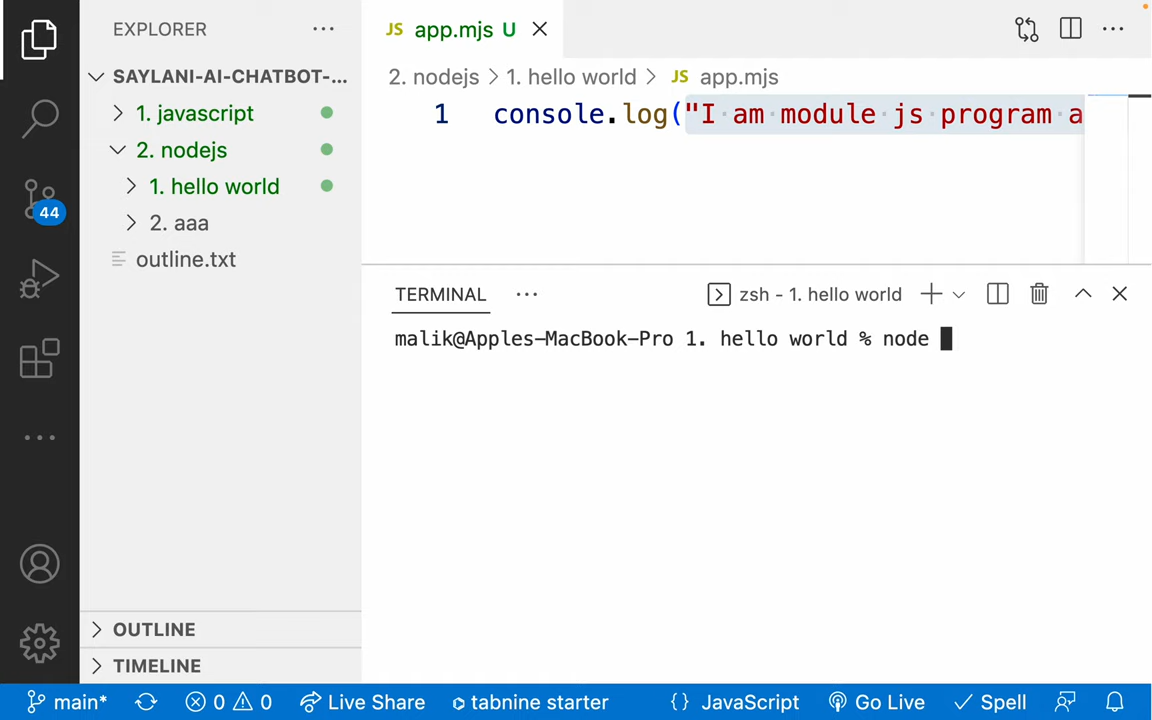 EXPLORER ...
SAYLANI-AI-CHATBOT-...
1. javascript
2. nodejs
1. hello world
2. aaa
outline.txt
44
OUTLINE
TIMELINE
JS app.mjs U
2. nodejs > 1. hello world > JS app.mjs
1 console.log("I am module js program a
TERMINAL ... zsh - 1. hello world
malik@Apples-MacBook-Pro 1. hello world % node
main* 0 0 Live Share tabnine starter {} JavaScript Go Live Spell